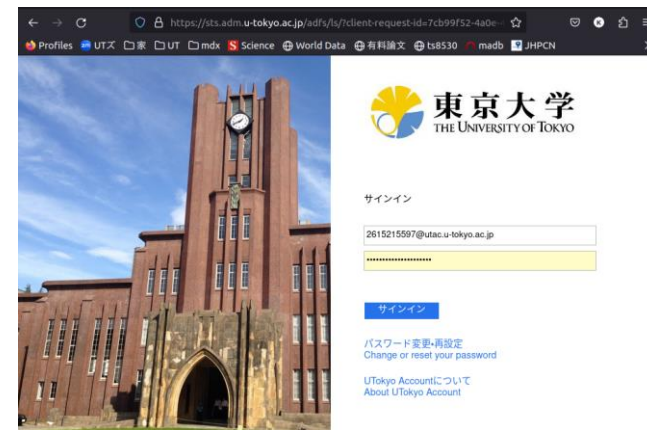 https://sts.adm.u-tokyo.ac.jp/adfs/ls/?client-request-id=7cb99f52-4a0e-
Profiles UTズ 家 UT mdx Science World Data 有料論文 ts8530 madb JHPCN
東京大学
THE UNIVERSITY OF TOKYO
サインイン
2615215597@utac.u-tokyo.ac.jp
サインイン
パスワード変更・再設定
Change or reset your password
UTokyo Accountについて
About UTokyo Account